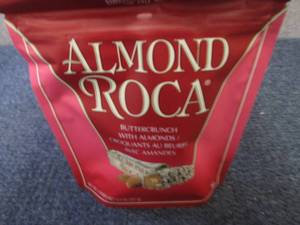 ALMOND
ROCA®
BUTTERCRUNCH
WITH ALMONDS /
CROQUANTS AU BEURRE
AVEC AMANDES